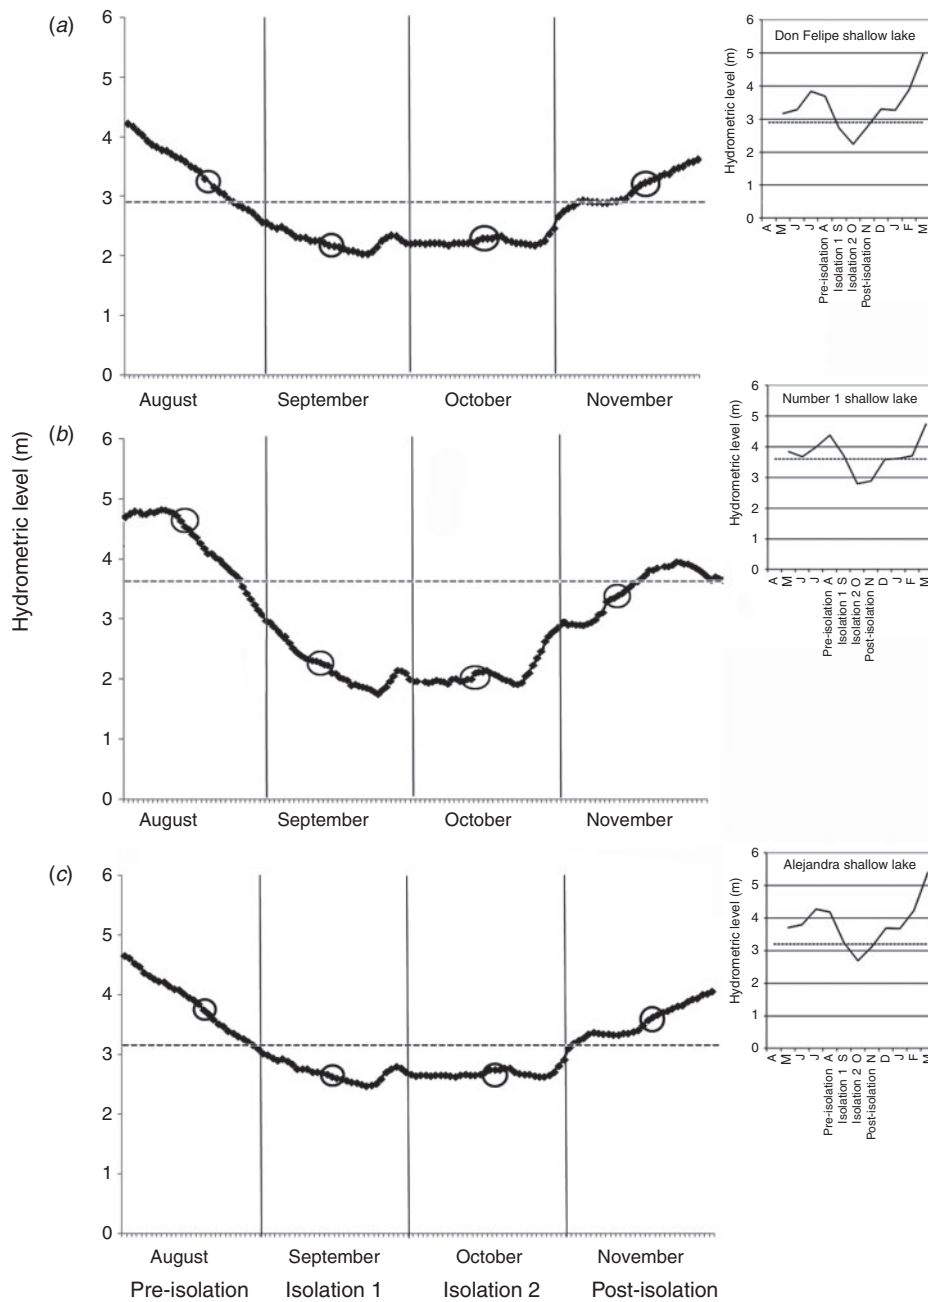 (a)
6
5
4
3
2
1
0
August September October November
Don Felipe shallow lake
Hydrometric level (m)
6
5
4
3
2
1
0
A
M
J
J
Pre-isolation A
Isolation 1 S
Isolation 2 O
Post-isolation N
D
J
F
M
Hydrometric level (m)
(b)
6
5
4
3
2
1
0
August September October November
Number 1 shallow lake
Hydrometric level (m)
6
5
4
3
2
1
0
A
M
J
J
Pre-isolation A
Isolation 1 S
Isolation 2 O
Post-isolation N
D
J
F
M
(c)
6
5
4
3
2
1
0
August September October November
Pre-isolation Isolation 1 Isolation 2 Post-isolation
Alejandra shallow lake
Hydrometric level (m)
6
5
4
3
2
1
0
A
M
J
J
Pre-isolation A
Isolation 1 S
Isolation 2 O
Post-isolation N
D
J
F
M